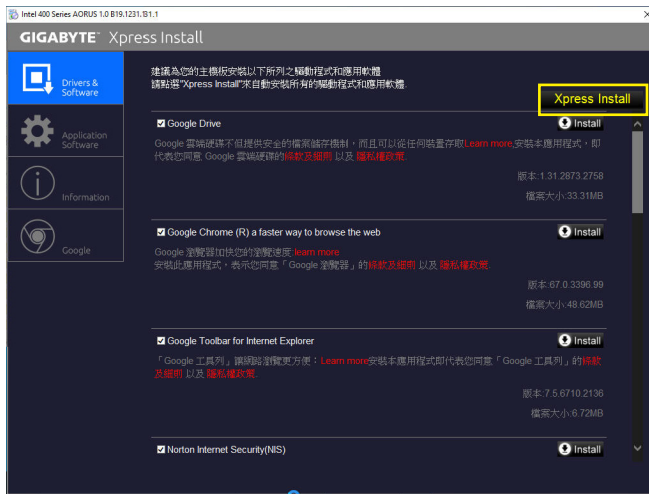 Intel 400 Series AORUS 1.0 B19.1231.1B1.1
GIGABYTE™ Xpress Install
建議為您的主機板安裝以下所列之驅動程式和應用軟體
請點選"Xpress Install"來自動安裝所有的驅動程式和應用軟體.
Xpress Install
Drivers & Software
Application Software
Information
Google
Google Drive
Install
Google 雲端硬碟不但提供安全的檔案儲存機制，而且可以從任何裝置存取Learn more,安裝本應用程式，即
代表您同意 Google 雲端硬碟的條款及細則 以及 隱私權政策.
版本:1.31.2873.2758
檔案大小:33.31MB
Google Chrome (R) a faster way to browse the web
Install
Google 瀏覽器加快您的瀏覽速度 learn more
安裝此應用程式，表示您同意「Google 瀏覽器」的條款及細則 以及 隱私權政策.
版本:67.0.3396.99
檔案大小:48.62MB
Google Toolbar for Internet Explorer
Install
「Google 工具列」讓網路瀏覽更方便：Learn more安裝本應用程式即代表您同意「Google 工具列」的條款
及細則 以及 隱私權政策.
版本:7.5.6710.2136
檔案大小:6.72MB
Norton Internet Security(NIS)
Install